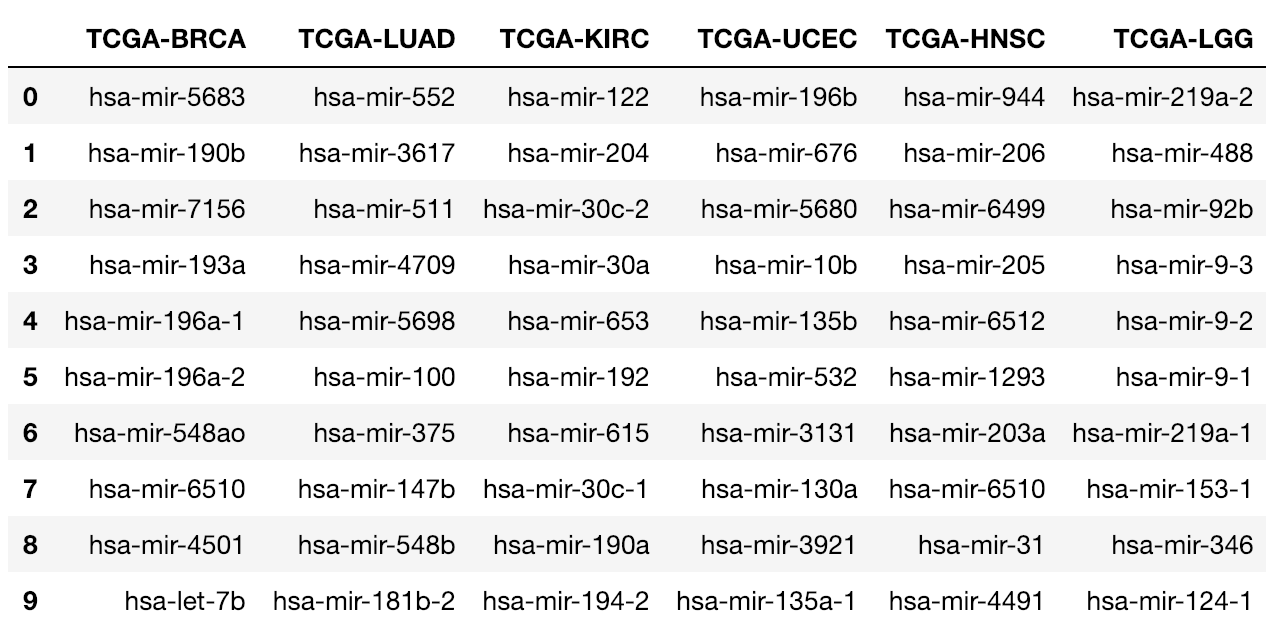 TCGA-BRCA TCGA-LUAD TCGA-KIRC TCGA-UCEC TCGA-HNSC TCGA-LGG
0 hsa-mir-5683 hsa-mir-552 hsa-mir-122 hsa-mir-196b hsa-mir-944 hsa-mir-219a-2
1 hsa-mir-190b hsa-mir-3617 hsa-mir-204 hsa-mir-676 hsa-mir-206 hsa-mir-488
2 hsa-mir-7156 hsa-mir-511 hsa-mir-30c-2 hsa-mir-5680 hsa-mir-6499 hsa-mir-92b
3 hsa-mir-193a hsa-mir-4709 hsa-mir-30a hsa-mir-10b hsa-mir-205 hsa-mir-9-3
4 hsa-mir-196a-1 hsa-mir-5698 hsa-mir-653 hsa-mir-135b hsa-mir-6512 hsa-mir-9-2
5 hsa-mir-196a-2 hsa-mir-100 hsa-mir-192 hsa-mir-532 hsa-mir-1293 hsa-mir-9-1
6 hsa-mir-548ao hsa-mir-375 hsa-mir-615 hsa-mir-3131 hsa-mir-203a hsa-mir-219a-1
7 hsa-mir-6510 hsa-mir-147b hsa-mir-30c-1 hsa-mir-130a hsa-mir-6510 hsa-mir-153-1
8 hsa-mir-4501 hsa-mir-548b hsa-mir-190a hsa-mir-3921 hsa-mir-31 hsa-mir-346
9 hsa-let-7b hsa-mir-181b-2 hsa-mir-194-2 hsa-mir-135a-1 hsa-mir-4491 hsa-mir-124-1